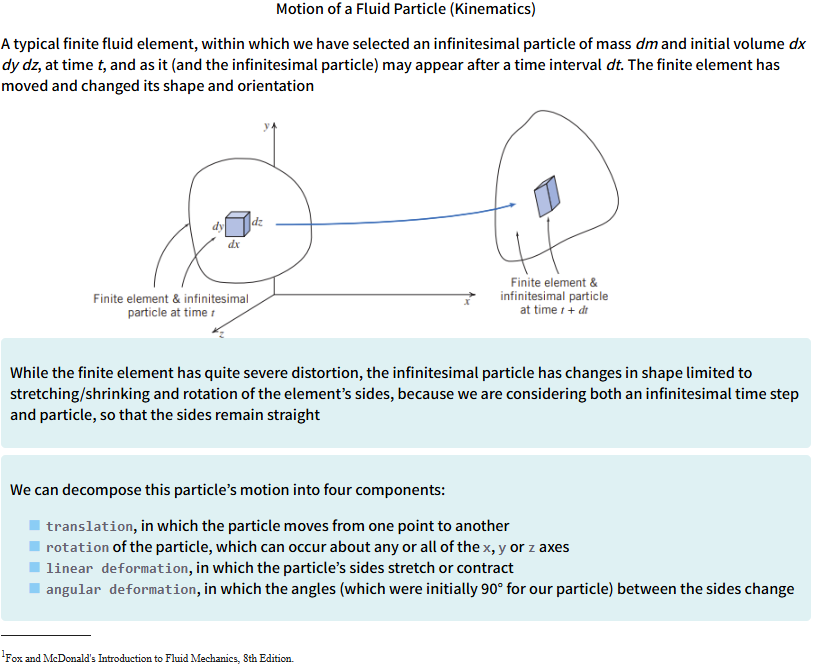 Motion of a Fluid Particle (Kinematics)
A typical finite fluid element, within which we have selected an infinitesimal particle of mass dm and initial volume dx
dy dz, at time t, and as it (and the infinitesimal particle) may appear after a time interval dt. The finite element has
moved and changed its shape and orientation
y
dy
dz
dx
Finite element & infinitesimal
particle at time t
z
x
Finite element &
infinitesimal particle
at time t + dt
While the finite element has quite severe distortion, the infinitesimal particle has changes in shape limited to
stretching/shrinking and rotation of the element's sides, because we are considering both an infinitesimal time step
and particle, so that the sides remain straight
We can decompose this particle's motion into four components:
translation, in which the particle moves from one point to another
rotation of the particle, which can occur about any or all of the x, y or z axes
linear deformation, in which the particle's sides stretch or contract
angular deformation, in which the angles (which were initially 90° for our particle) between the sides change
1Fox and McDonald's Introduction to Fluid Mechanics, 8th Edition.